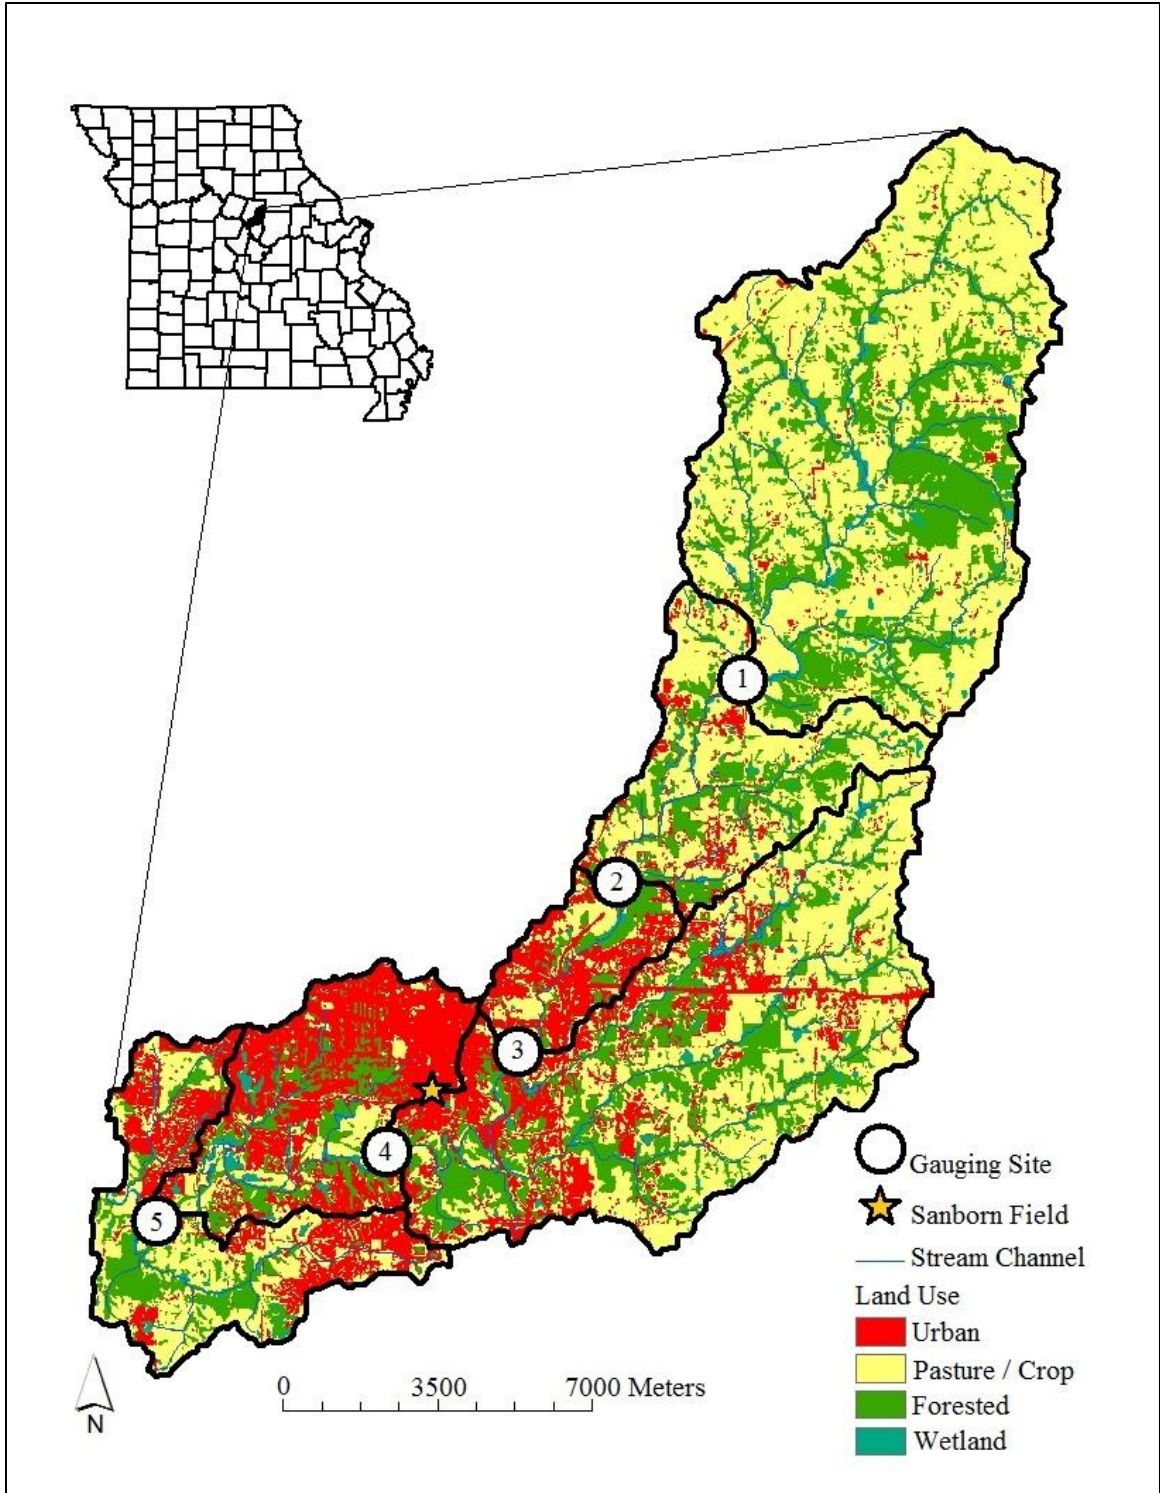 1
2
3
4
5
Gauging Site
Sanborn Field
Stream Channel
Land Use
Urban
Pasture / Crop
Forested
Wetland
0 3500 7000 Meters
N